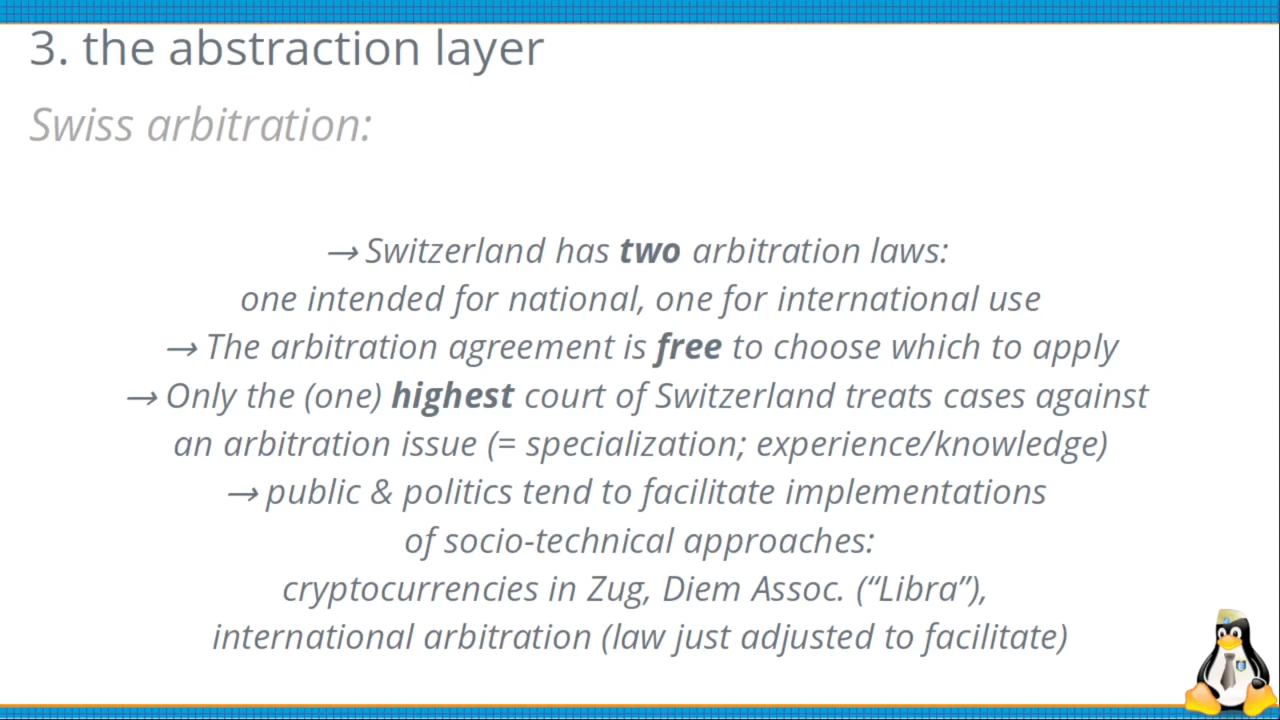 3. the abstraction layer
Swiss arbitration:
→ Switzerland has two arbitration laws:
one intended for national, one for international use
→ The arbitration agreement is free to choose which to apply
→ Only the (one) highest court of Switzerland treats cases against
an arbitration issue (= specialization; experience/knowledge)
→ public & politics tend to facilitate implementations
of socio-technical approaches:
cryptocurrencies in Zug, Diem Assoc. (“Libra”),
international arbitration (law just adjusted to facilitate)